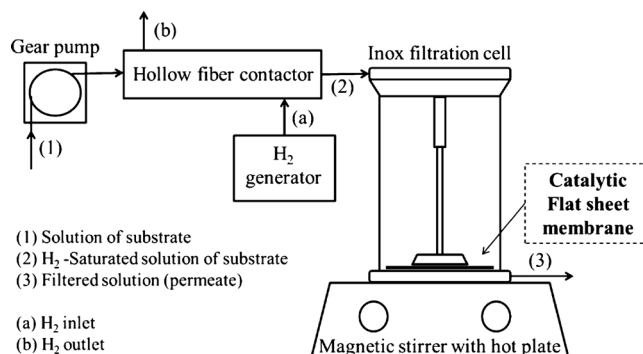 (b)
Gear pump
Inox filtration cell
Hollow fiber contactor
(2)
(a)
(1)
H₂
generator
Catalytic
Flat sheet
membrane
(1) Solution of substrate
(2) H₂ -Saturated solution of substrate
(3) Filtered solution (permeate)
(3)
(a) H₂ inlet
(b) H₂ outlet
Magnetic stirrer with hot plate